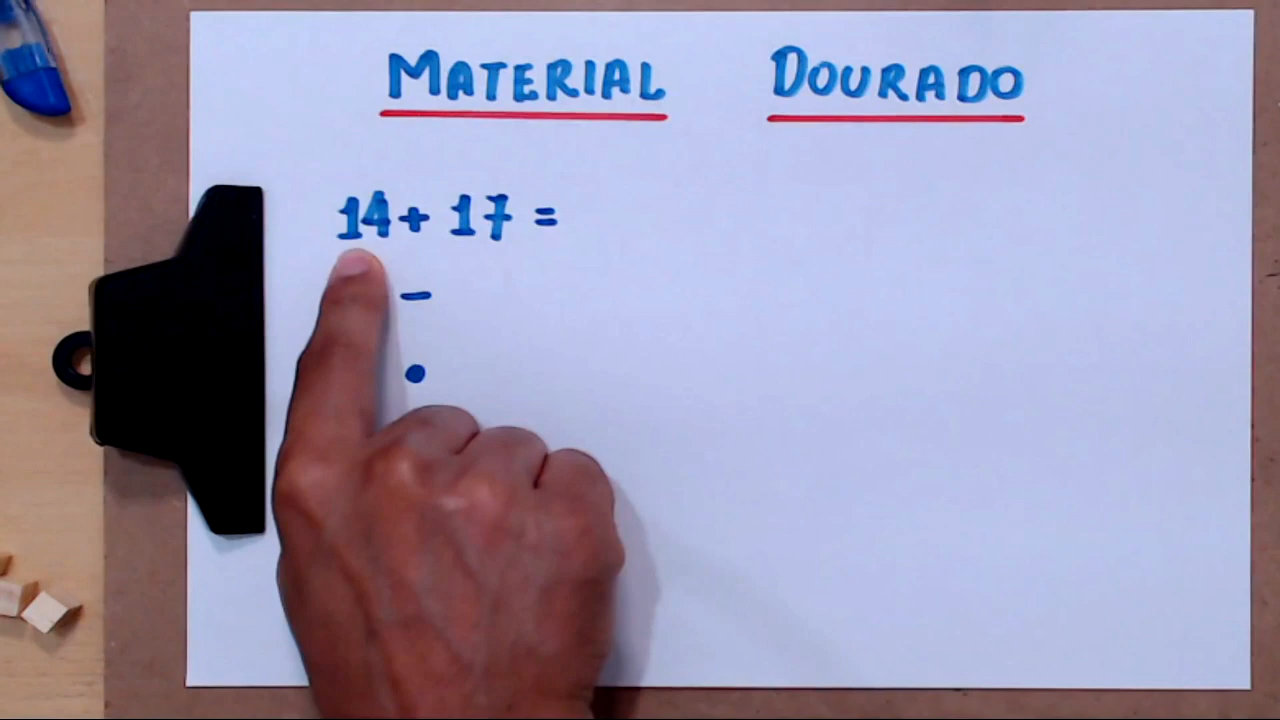 MATERIAL DOURADO
14 + 17 =
-
•